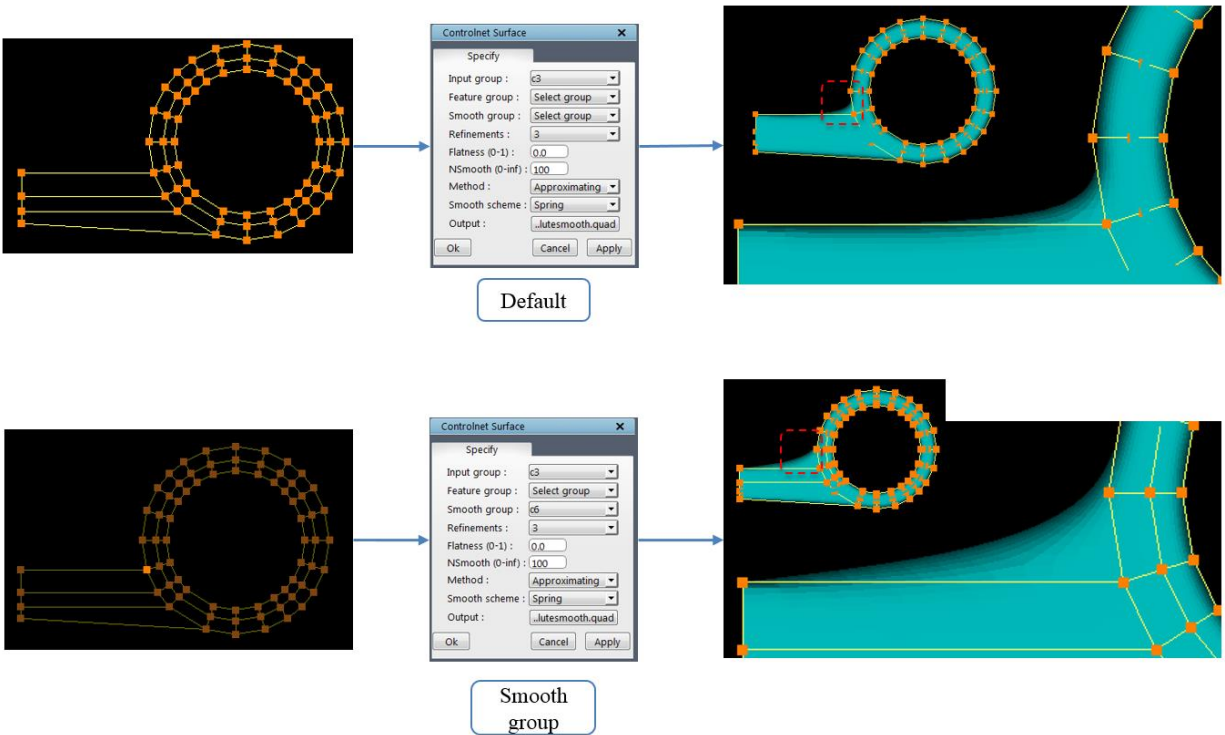 Controlnet Surface
Specify
Input group : c3
Feature group : Select group
Smooth group : Select group
Refinements : 3
Flatness (0-1) : 0.0
NSmooth (0-inf) : 100
Method : Approximating
Smooth scheme : Spring
Output : ..lutesmooth.quad
Ok Cancel Apply
Default
Controlnet Surface
Specify
Input group : c3
Feature group : Select group
Smooth group : c6
Refinements : 3
Flatness (0-1) : 0.0
NSmooth (0-inf) : 100
Method : Approximating
Smooth scheme : Spring
Output : ..lutesmooth.quad
Ok Cancel Apply
Smooth
group